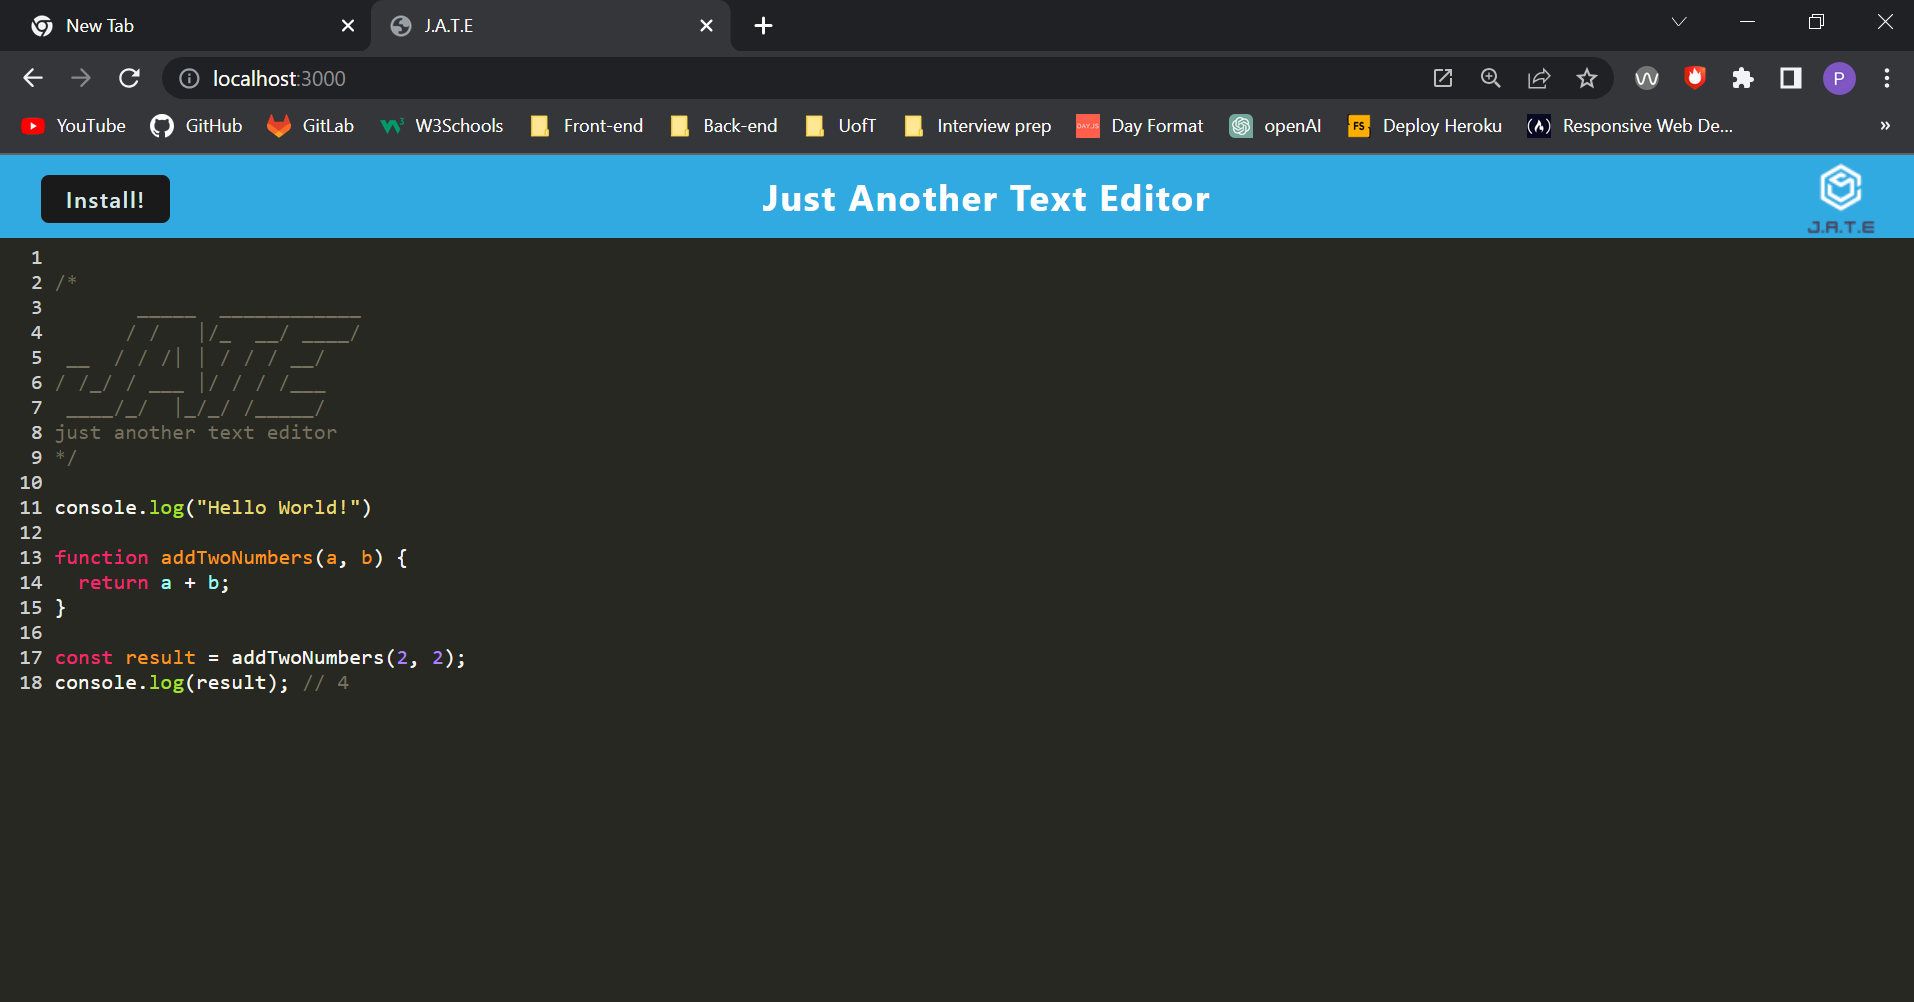 New Tab
J.A.T.E
localhost:3000
P
YouTube GitHub GitLab W3Schools Front-end Back-end UofT Interview prep DAY.JS Day Format openAI FS Deploy Heroku Responsive Web De...
Install!
Just Another Text Editor
J.A.T.E
1
2 /*
3        _____  ____________
4       / /   |/_  __/ ____/
5  __  / / /| | / / / __/
6 / /_/ / ___ |/ / / /___
7  ____/_/  |_/_/ /_____/
8 just another text editor
9 */
10
11 console.log("Hello World!")
12
13 function addTwoNumbers(a, b) {
14   return a + b;
15 }
16
17 const result = addTwoNumbers(2, 2);
18 console.log(result); // 4